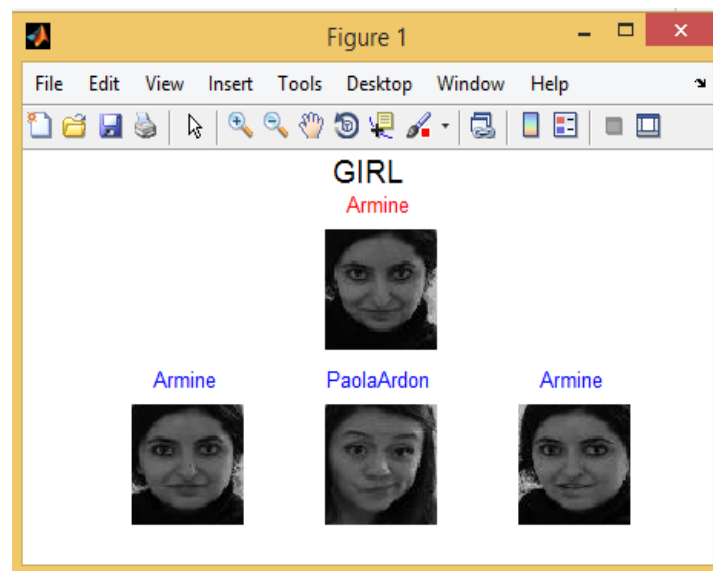 Figure 1
File Edit View Insert Tools Desktop Window Help
GIRL
Armine
Armine PaolaArdon Armine